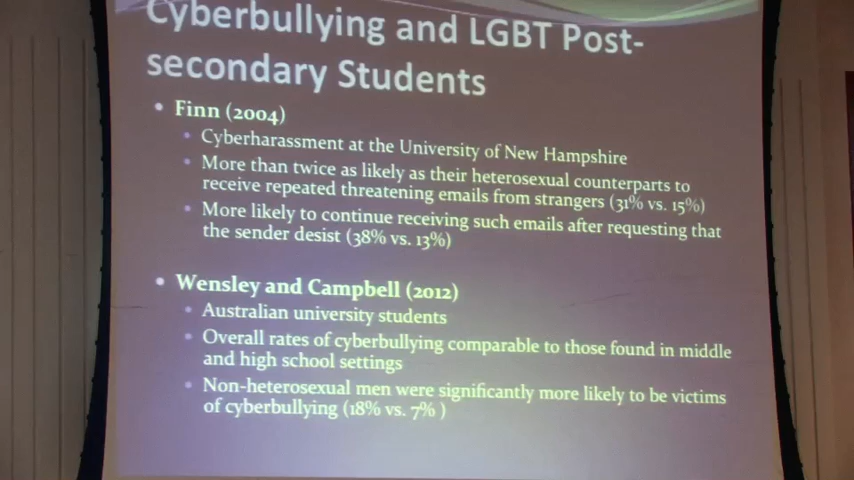 Cyberbullying and LGBT Post-
secondary Students
• Finn (2004)
• Cyberharassment at the University of New Hampshire
• More than twice as likely as their heterosexual counterparts to
receive repeated threatening emails from strangers (31% vs. 15%)
• More likely to continue receiving such emails after requesting that
the sender desist (38% vs. 13%)
• Wensley and Campbell (2012)
• Australian university students
• Overall rates of cyberbullying comparable to those found in middle
and high school settings
• Non-heterosexual men were significantly more likely to be victims
of cyberbullying (18% vs. 7% )